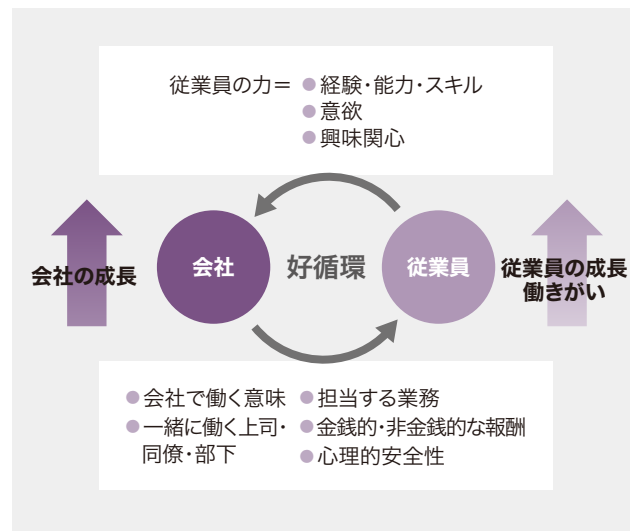 従業員の力＝ ●経験・能力・スキル
●意欲
●興味関心
会社の成長
会社
好循環
従業員
従業員の成長
働きがい
●会社で働く意味
●一緒に働く上司・
同僚・部下
●担当する業務
●金銭的・非金銭的な報酬
●心理的安全性